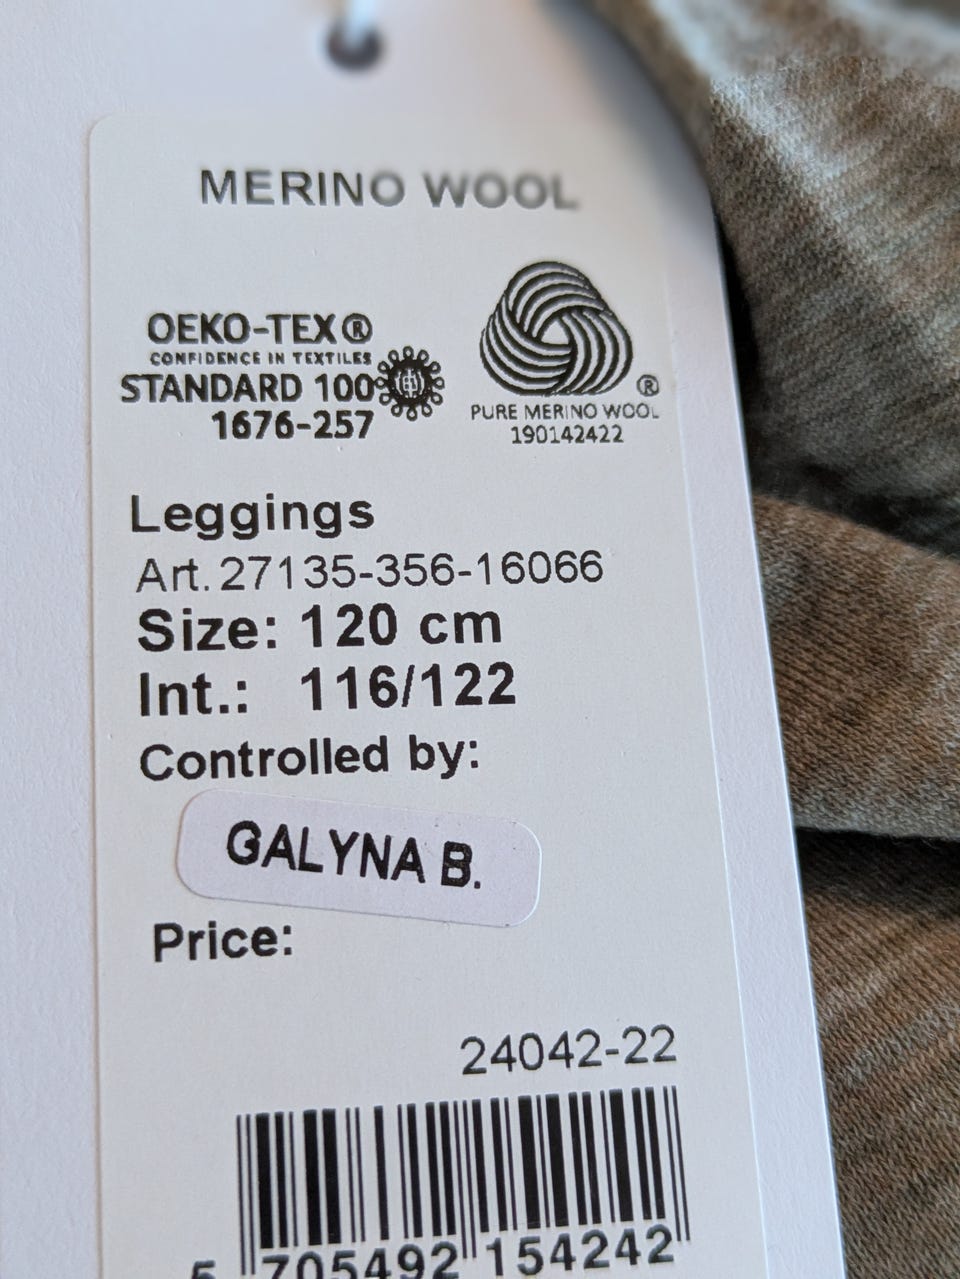 MERINO WOOL
OEKO-TEX®
CONFIDENCE IN TEXTILES
STANDARD 100
1676-257
®
PURE MERINO WOOL
190142422
Leggings
Art. 27135-356-16066
Size: 120 cm
Int.: 116/122
Controlled by:
GALYNA B.
Price:
24042-22
5 705492 154242